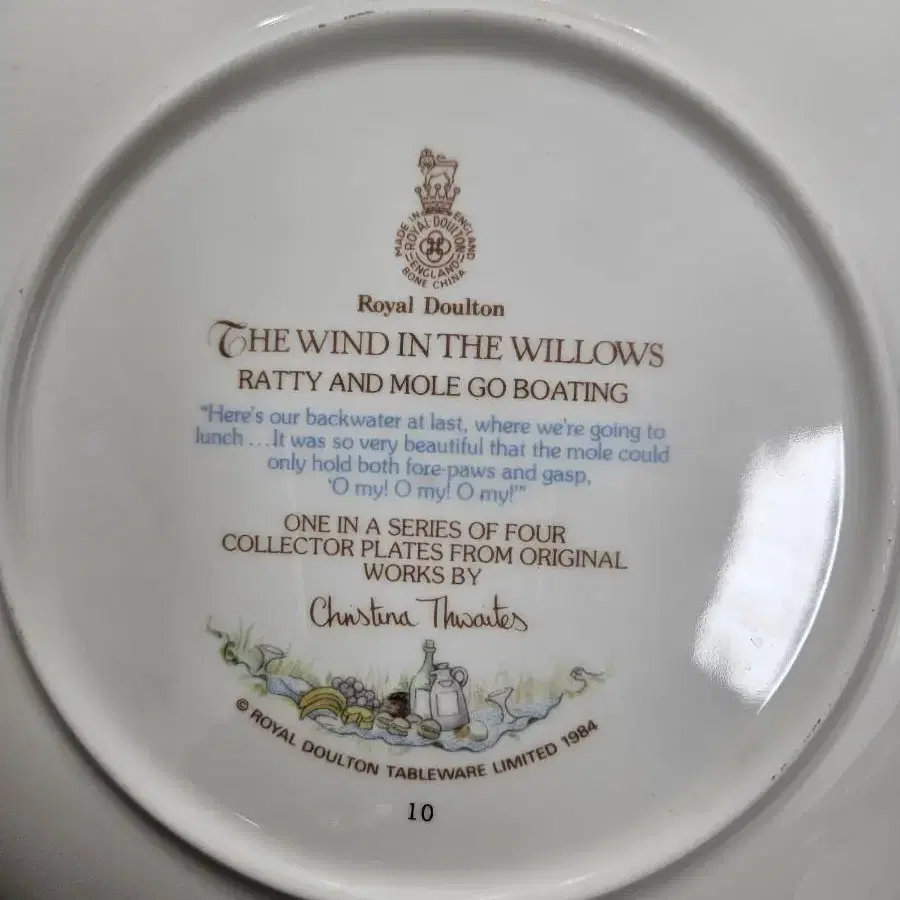 MADE IN ENGLAND
ROYAL DOULTON
ENGLAND
BONE CHINA
Royal Doulton
THE WIND IN THE WILLOWS
RATTY AND MOLE GO BOATING
“Here's our backwater at last, where we're going to
lunch ... It was so very beautiful that the mole could
only hold both fore-paws and gasp,
‘O my! O my! O my!’”
ONE IN A SERIES OF FOUR
COLLECTOR PLATES FROM ORIGINAL
WORKS BY
Christina Thwaites
© ROYAL DOULTON TABLEWARE LIMITED 1984
10